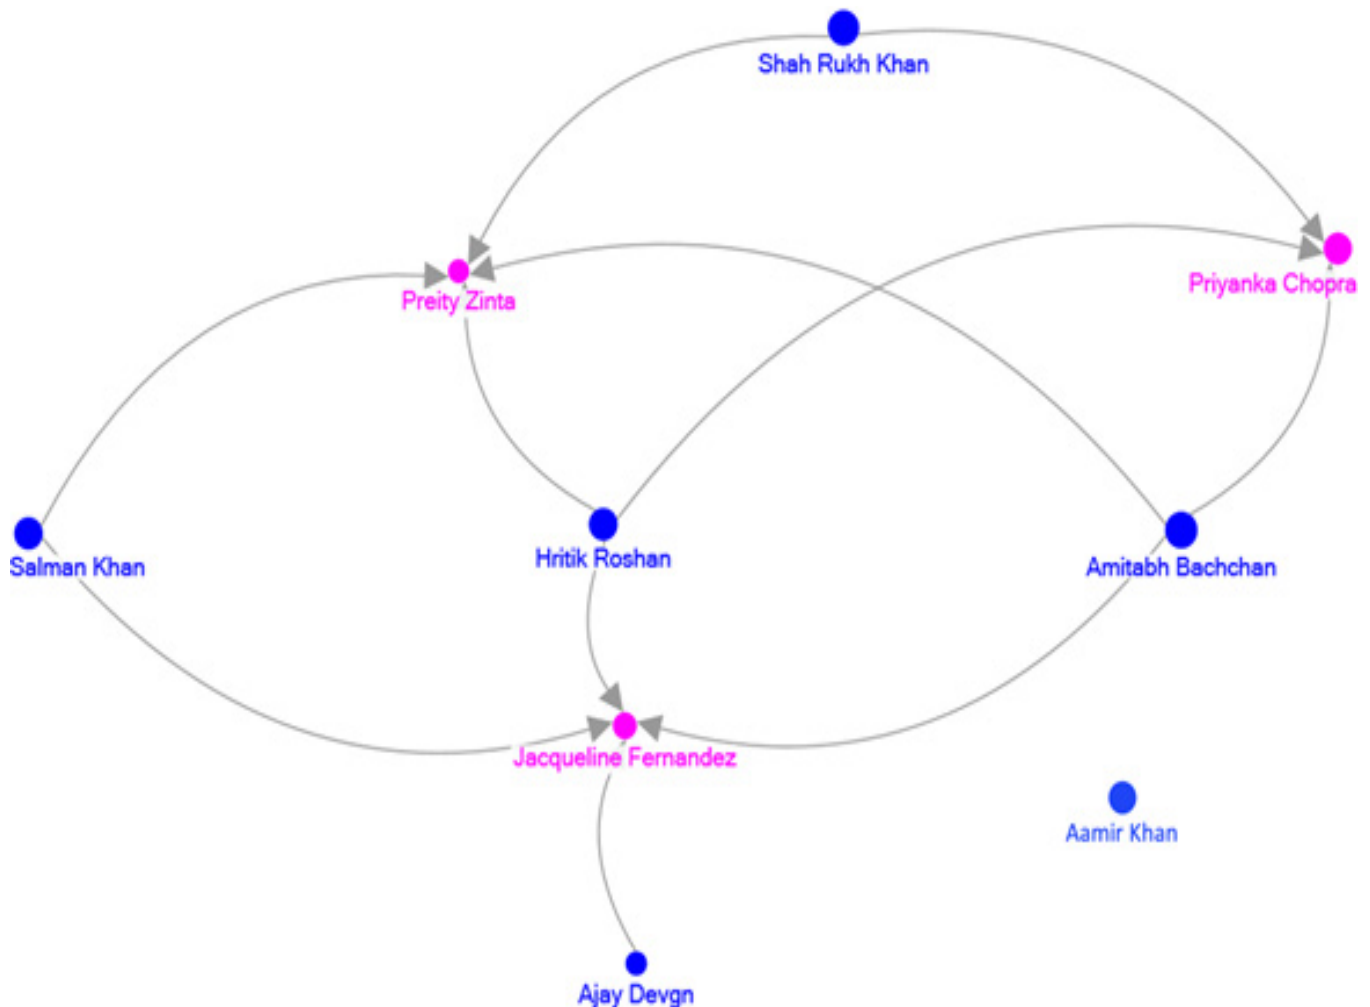 Shah Rukh Khan
Priyanka Chopra
Preity Zinta
Hritik Roshan
Salman Khan
Amitabh Bachchan
Jacqueline Fernandez
Aamir Khan
Ajay Devgn